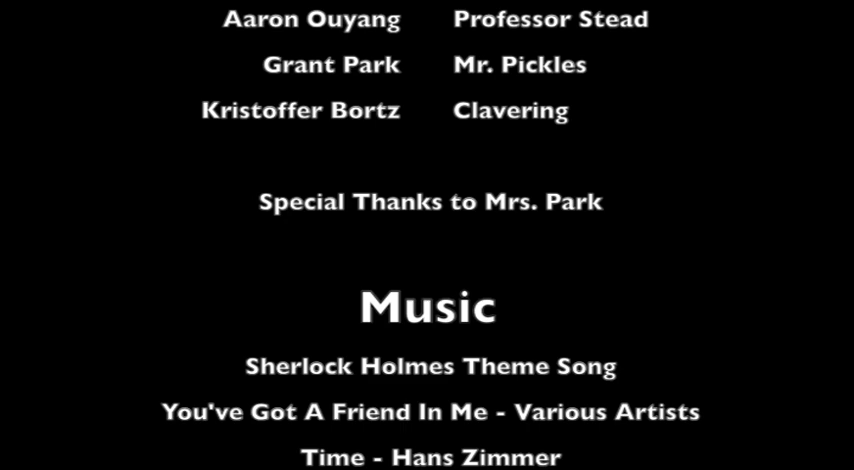 Aaron Ouyang Professor Stead
Grant Park Mr. Pickles
Kristoffer Bortz Clavering
Special Thanks to Mrs. Park
Music
Sherlock Holmes Theme Song
You've Got A Friend In Me - Various Artists
Time - Hans Zimmer